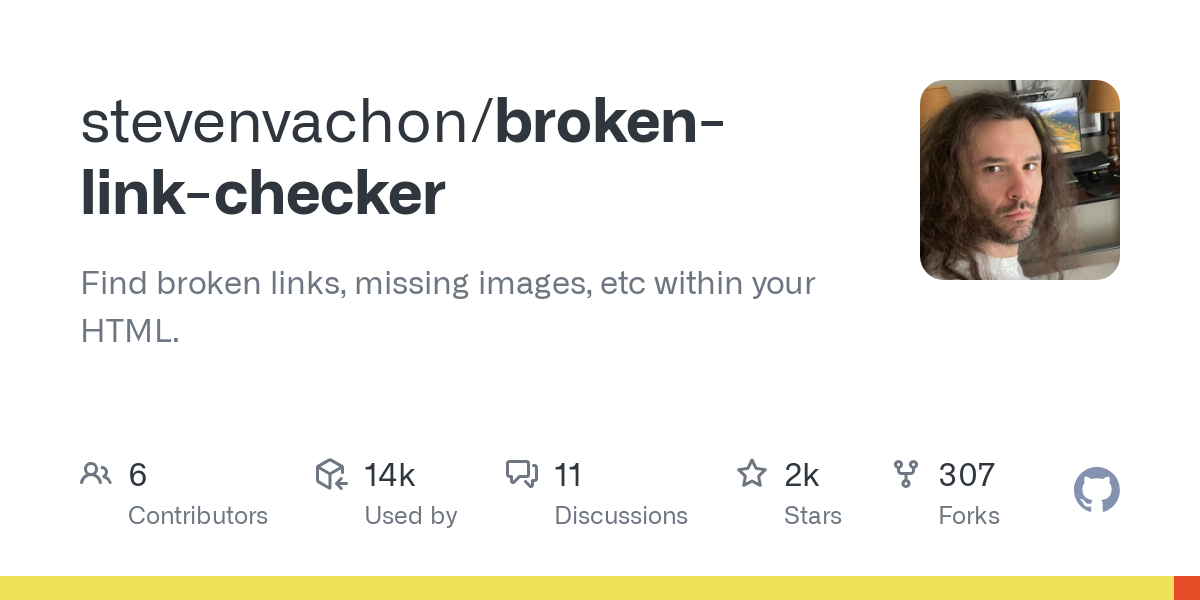 stevenvachon/broken-
link-checker
Find broken links, missing images, etc within your
HTML.
6
Contributors
14k
Used by
11
Discussions
2k
Stars
307
Forks